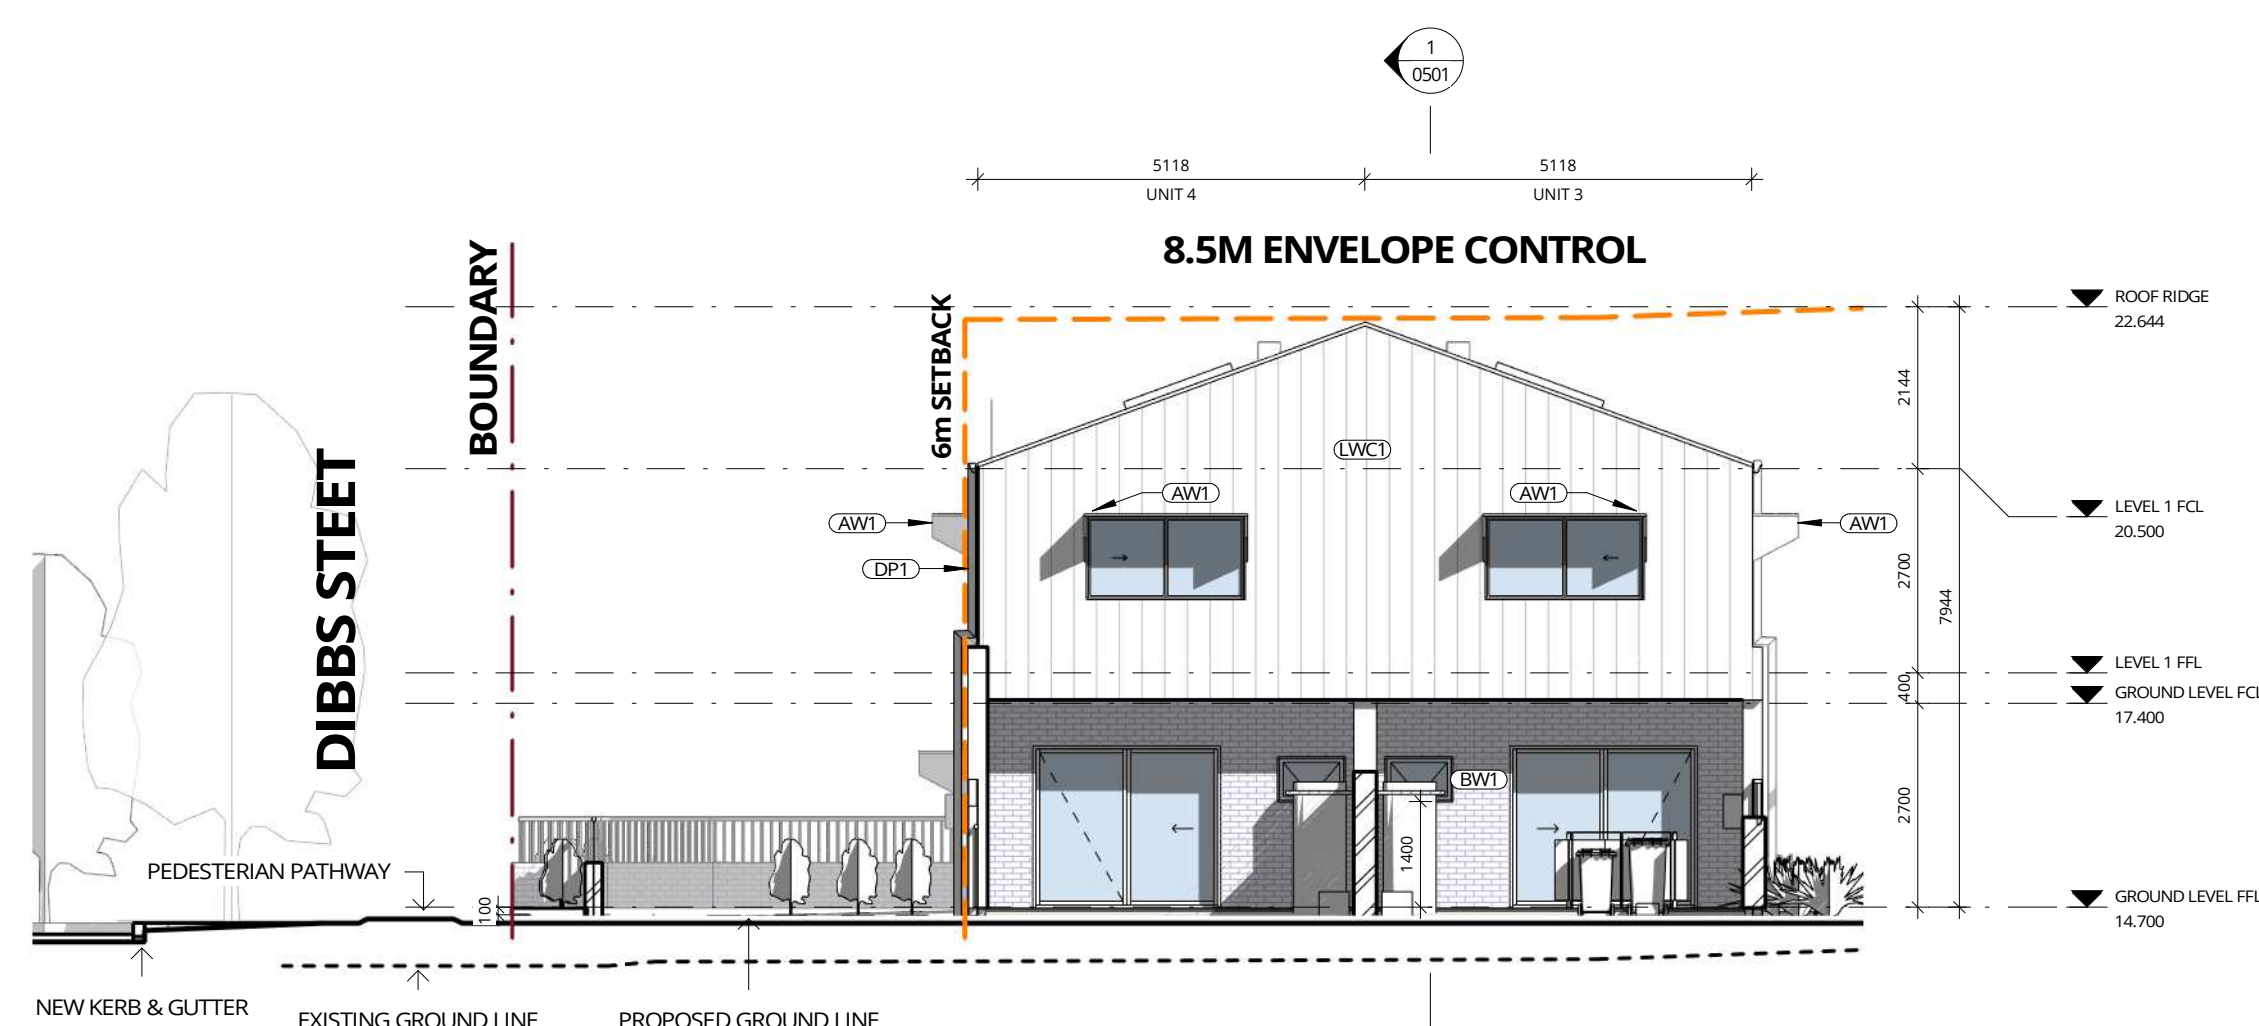 1
0501
5118
5118
UNIT 4
UNIT 3
8.5M ENVELOPE CONTROL
BOUNDARY
6m SETBACK
DIBBS STEET
ROOF RIDGE
22.644
2144
LWC1
AW1
AW1
AW1
AW1
DP1
LEVEL 1 FCL
20.500
2700
7944
LEVEL 1 FFL
400
GROUND LEVEL FCL
17.400
BW1
2700
1400
PEDESTERIAN PATHWAY
100
GROUND LEVEL FFL
14.700
NEW KERB & GUTTER
EXISTING GROUND LINE
PROPOSED GROUND LINE